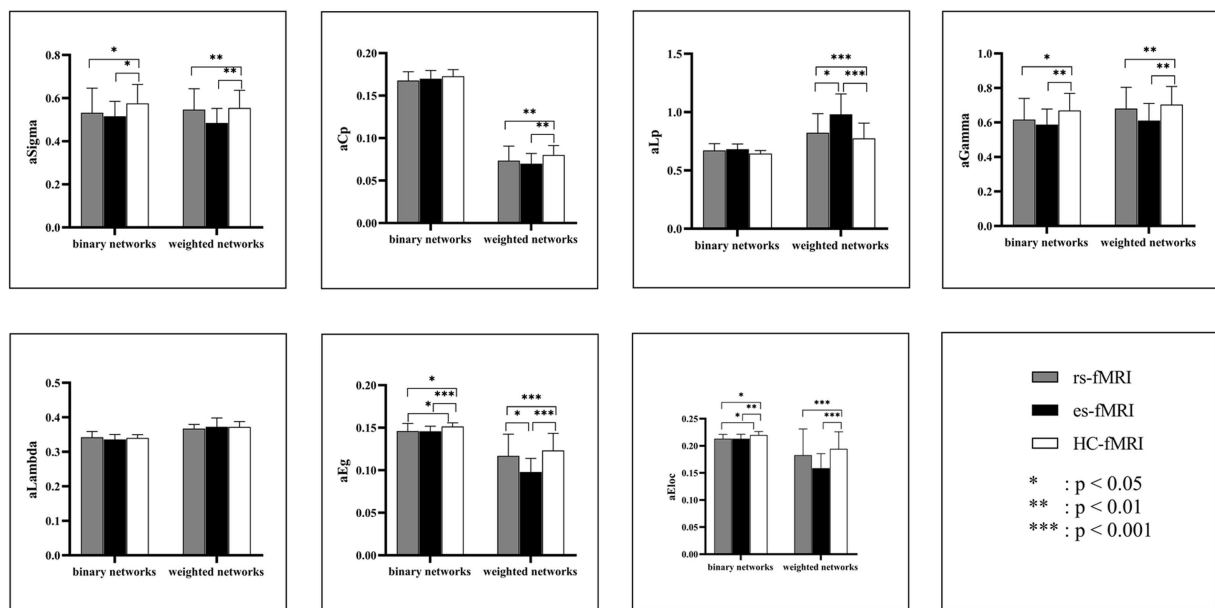 aSigma
0.8
0.6
0.4
0.2
0.0
* * ** **
binary networks weighted networks
aCp
0.20
0.15
0.10
0.05
0.00
** **
binary networks weighted networks
aLp
1.5
1.0
0.5
0.0
*** * ***
binary networks weighted networks
aGamma
1.0
0.8
0.6
0.4
0.2
0.0
* ** ** **
binary networks weighted networks
aLambda
0.5
0.4
0.3
0.2
0.1
0.0
binary networks weighted networks
aEg
0.20
0.15
0.10
0.05
0.00
* *** * *** * ***
binary networks weighted networks
aEloc
0.25
0.20
0.15
0.10
0.05
0.00
* ** * *** ***
binary networks weighted networks
rs-fMRI
es-fMRI
HC-fMRI
* : p < 0.05
** : p < 0.01
*** : p < 0.001